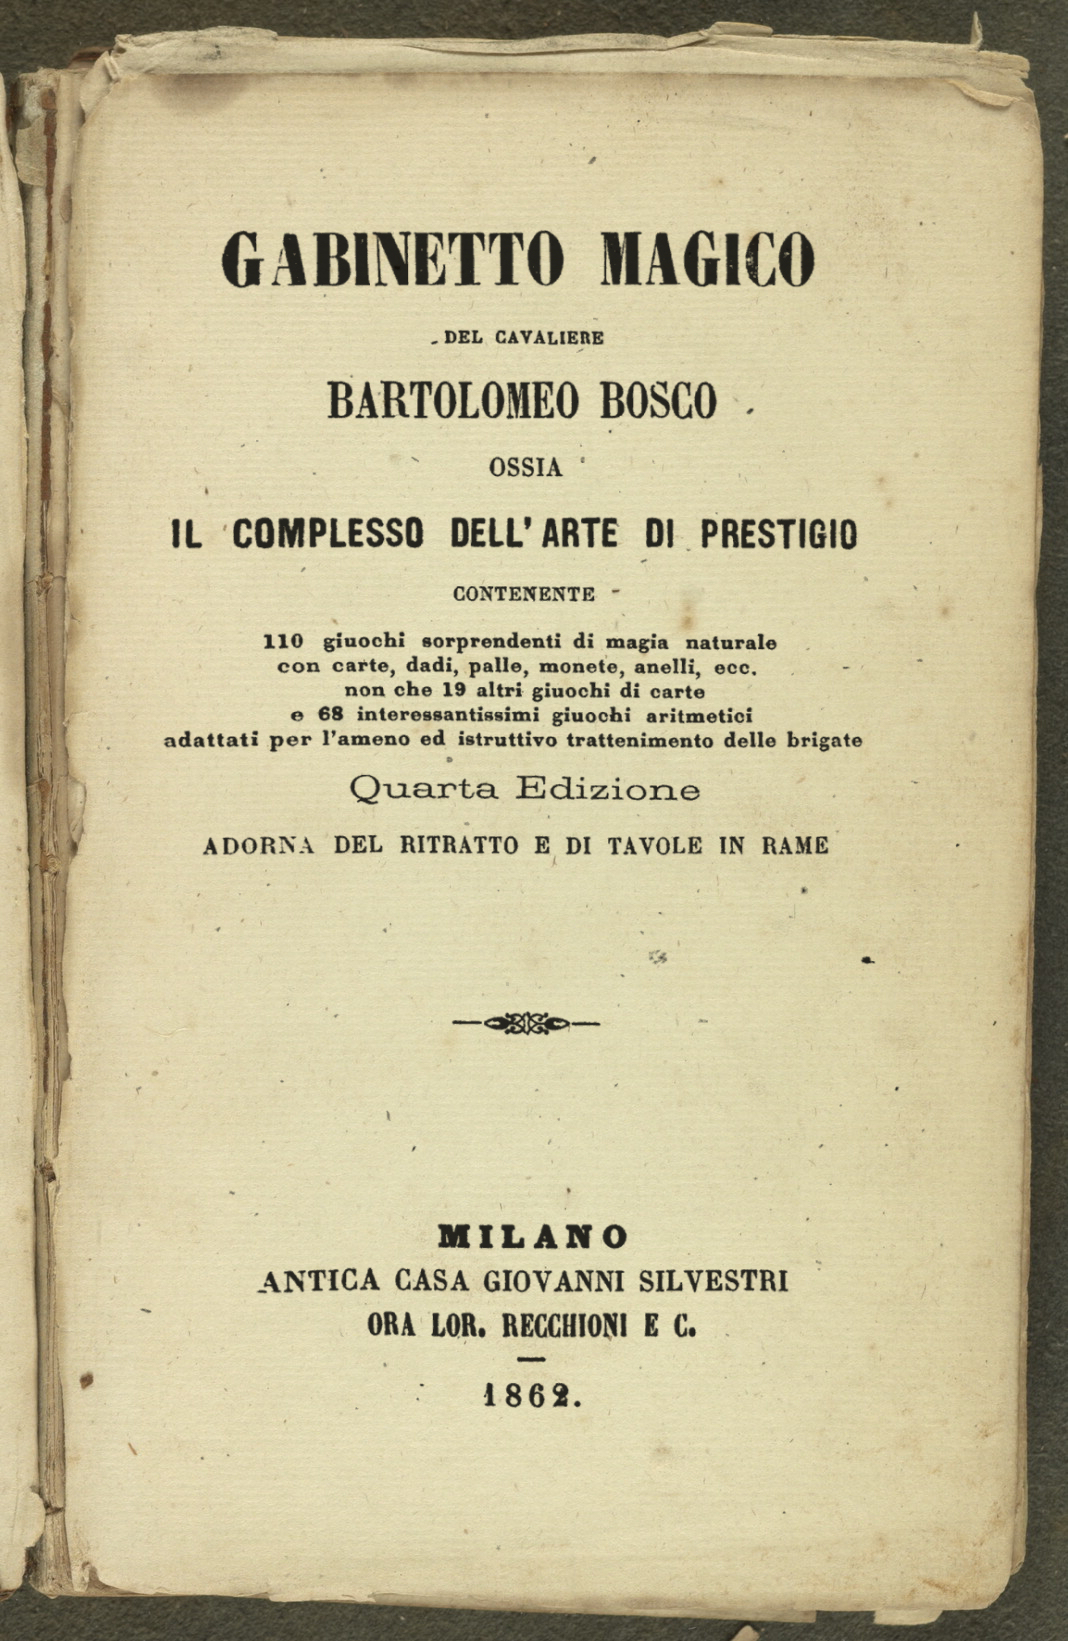 GABINETTO MAGICO
DEL CAVALIERE
BARTOLOMEO BOSCO
OSSIA
IL COMPLESSO DELL'ARTE DI PRESTIGIO
CONTENENTE
110 giuochi sorprendenti di magia naturale
con carte, dadi, palle, monete, anelli, ecc.
non che 19 altri giuochi di carte
e 68 interessantissimi giuochi aritmetici
adattati per l'ameno ed istruttivo trattenimento delle brigate
Quarta Edizione
ADORNA DEL RITRATTO E DI TAVOLE IN RAME
MILANO
ANTICA CASA GIOVANNI SILVESTRI
ORA LOR. RECCHIONI E C.
1862.